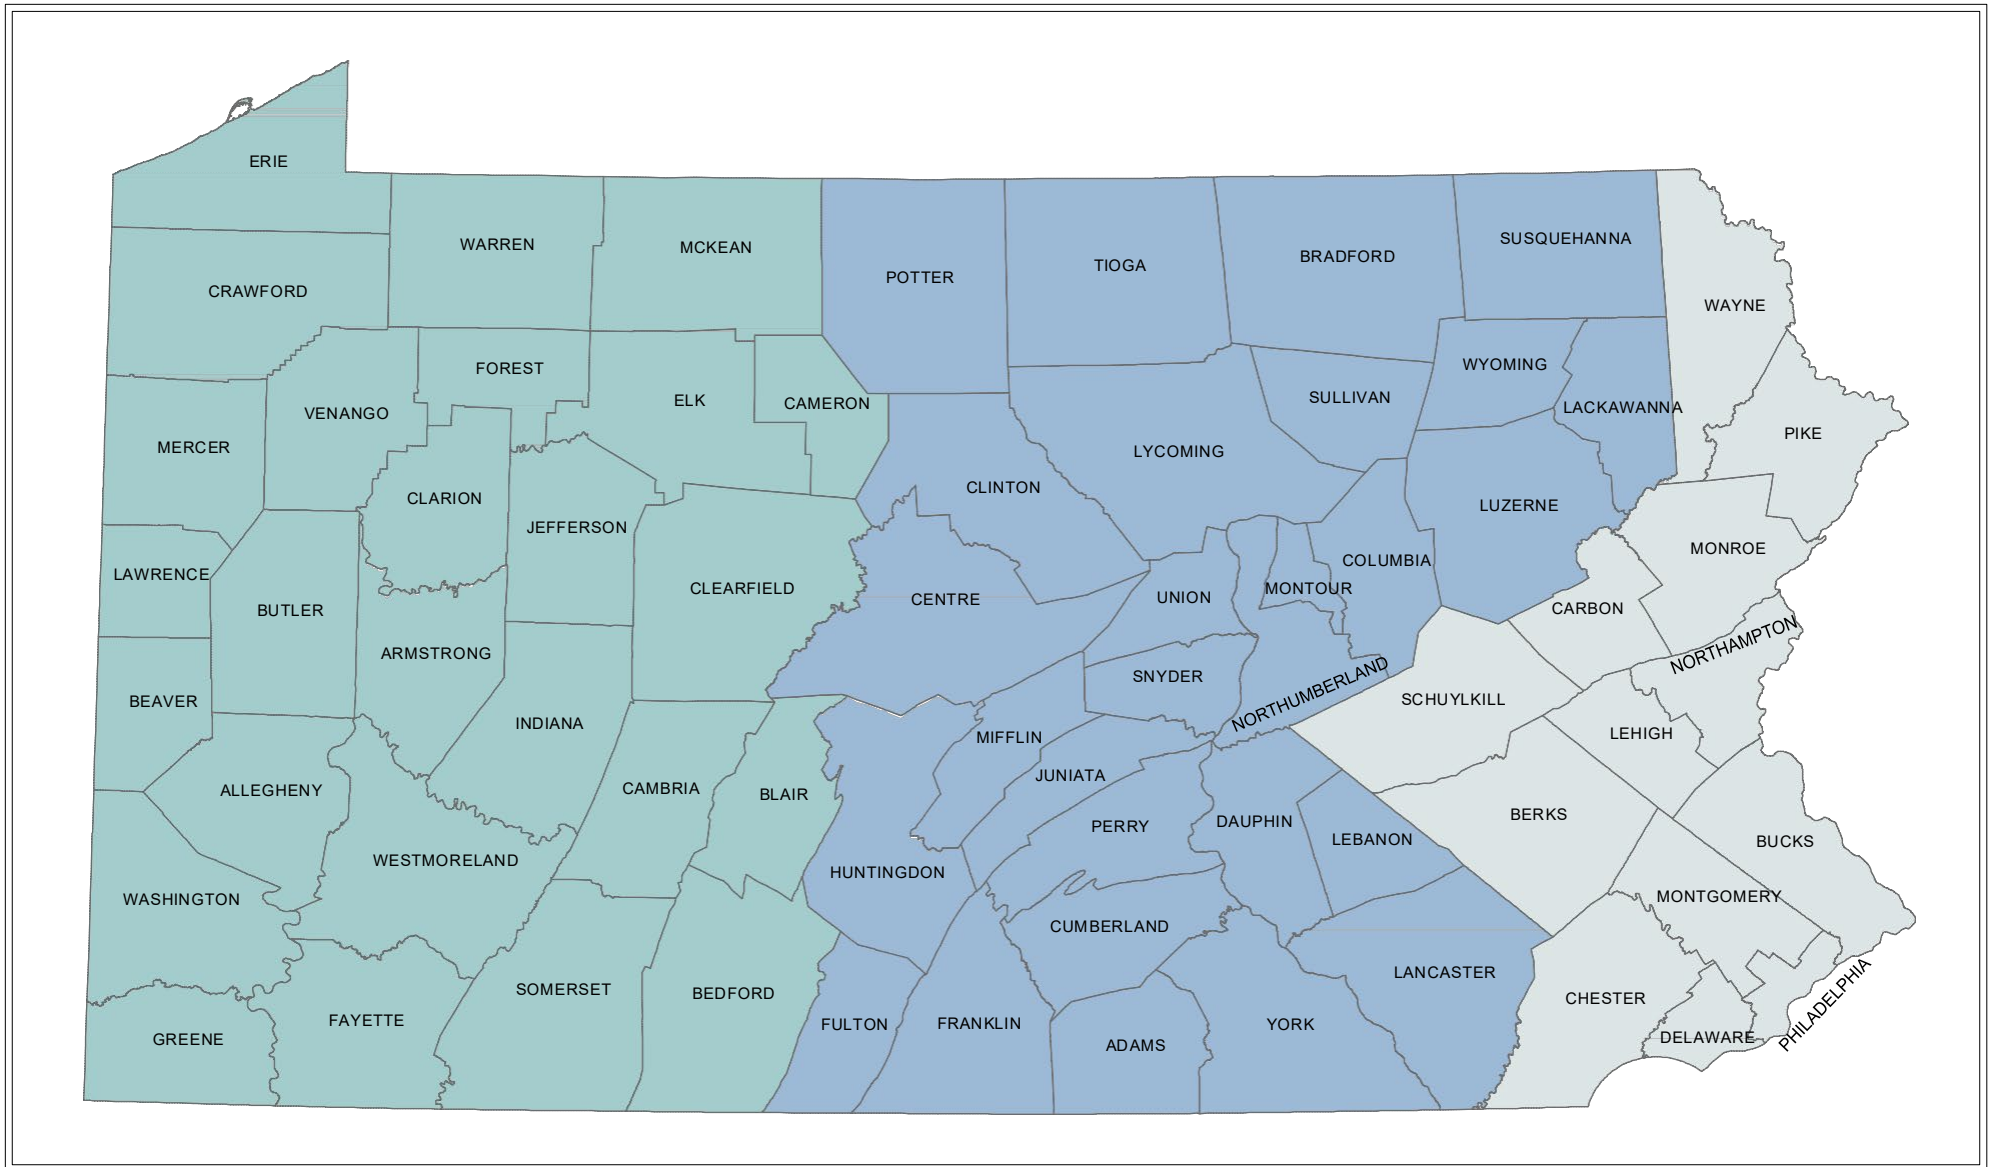 ERIE
WARREN
MCKEAN
SUSQUEHANNA
BRADFORD
TIOGA
POTTER
CRAWFORD
WAYNE
FOREST
WYOMING
ELK
CAMERON
SULLIVAN
LACKAWANNA
VENANGO
PIKE
MERCER
LYCOMING
CLINTON
CLARION
LUZERNE
JEFFERSON
MONROE
COLUMBIA
LAWRENCE
CLEARFIELD
MONTOUR
CENTRE
UNION
BUTLER
CARBON
NORTHAMPTON
ARMSTRONG
SNYDER
NORTHUMBERLAND
BEAVER
SCHUYLKILL
INDIANA
LEHIGH
MIFFLIN
JUNIATA
ALLEGHENY
CAMBRIA
BLAIR
BERKS
DAUPHIN
PERRY
LEBANON
BUCKS
WESTMORELAND
HUNTINGDON
MONTGOMERY
WASHINGTON
CUMBERLAND
LANCASTER
SOMERSET
BEDFORD
CHESTER
PHILADELPHIA
FAYETTE
FULTON
FRANKLIN
YORK
GREENE
DELAWARE
ADAMS